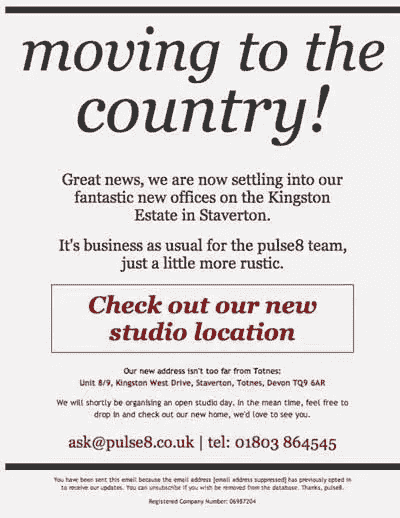 moving to the
country!
Great news, we are now settling into our
fantastic new offices on the Kingston
Estate in Staverton.
It's business as usual for the pulse8 team,
just a little more rustic.
Check out our new
studio location
Our new address isn't too far from Totnes:
Unit 8/9, Kingston West Drive, Staverton, Totnes, Devon TQ9 6AR
We will shortly be organising an open studio day. In the mean time, feel free to
drop in and check out our new home, we'd love to see you.
ask@pulse8.co.uk | tel: 01803 864545
You have been sent this email because the email address [email address suppressed] has previously opted in
to receive our updates. You can unsubscribe if you wish be removed from the database. Thanks, pulse8.
Registered Company Number: 06987204